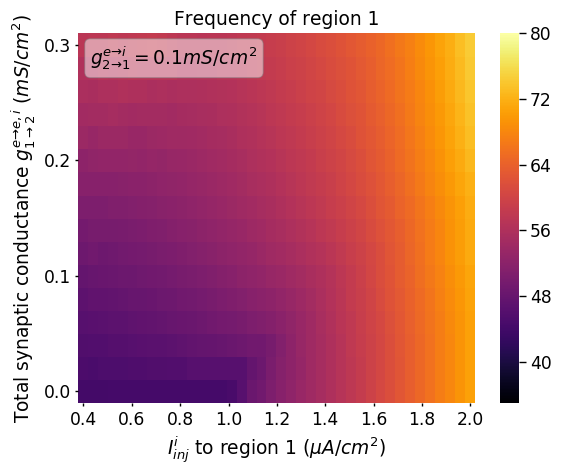 Frequency of region 1
Total synaptic conductance $g_{1→2}^{e→e,i}$ $(mS/cm^2)$
$g_{2→1}^{e→i} = 0.1mS/cm^2$
0.3
0.2
0.1
0.0
0.4 0.6 0.8 1.0 1.2 1.4 1.6 1.8 2.0
$I_{inj}^{i}$ to region 1 $(μA/cm^2)$
80
72
64
56
48
40